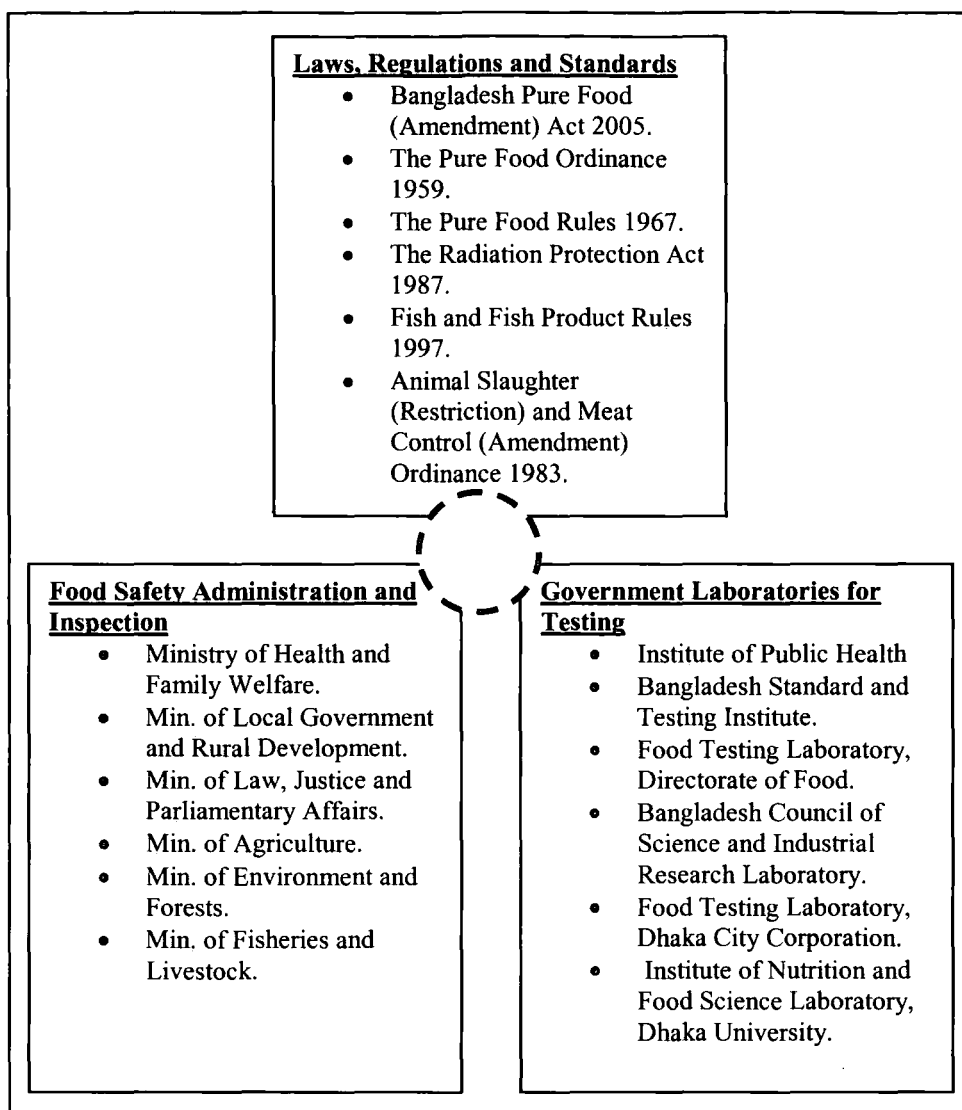 Laws, Regulations and Standards
• Bangladesh Pure Food
(Amendment) Act 2005.
• The Pure Food Ordinance
1959.
• The Pure Food Rules 1967.
• The Radiation Protection Act
1987.
• Fish and Fish Product Rules
1997.
• Animal Slaughter
(Restriction) and Meat
Control (Amendment)
Ordinance 1983.
Food Safety Administration and
Inspection
• Ministry of Health and
Family Welfare.
• Min. of Local Government
and Rural Development.
• Min. of Law, Justice and
Parliamentary Affairs.
• Min. of Agriculture.
• Min. of Environment and
Forests.
• Min. of Fisheries and
Livestock.
Government Laboratories for
Testing
• Institute of Public Health
• Bangladesh Standard and
Testing Institute.
• Food Testing Laboratory,
Directorate of Food.
• Bangladesh Council of
Science and Industrial
Research Laboratory.
• Food Testing Laboratory,
Dhaka City Corporation.
• Institute of Nutrition and
Food Science Laboratory,
Dhaka University.